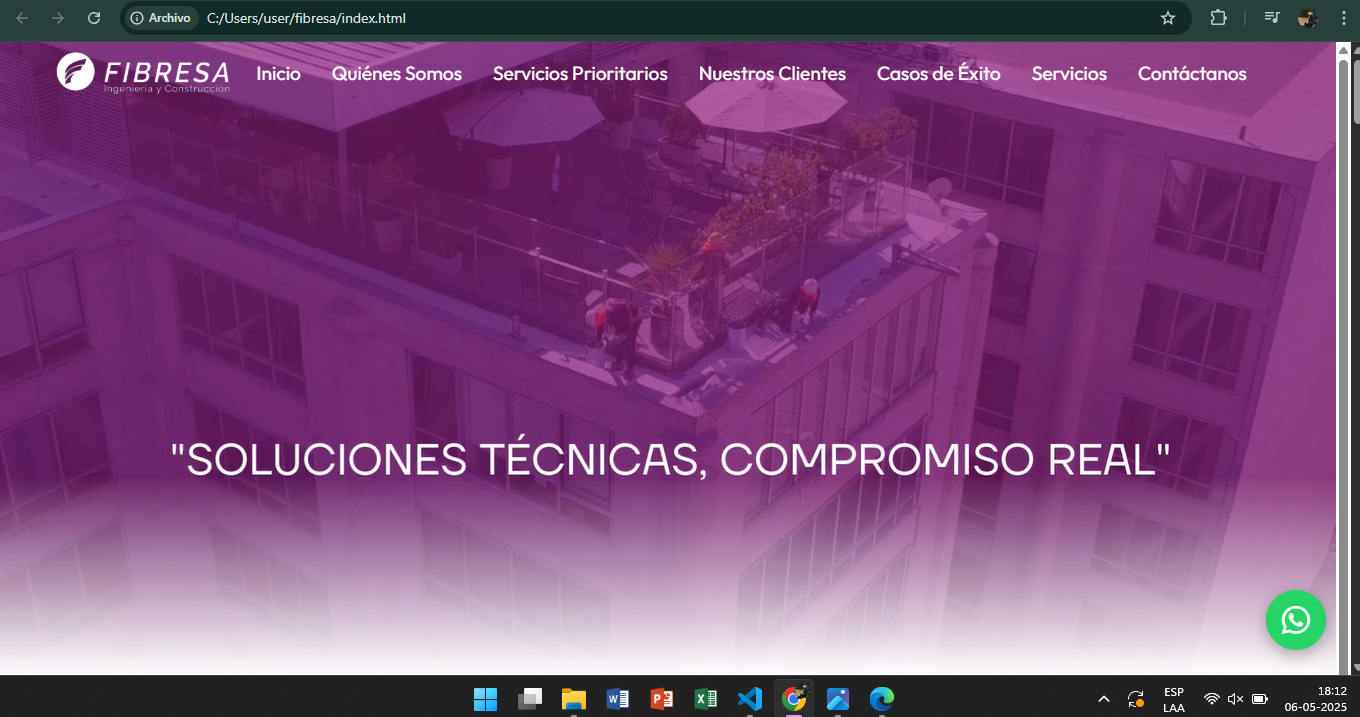 Archivo C:/Users/user/fibresa/index.html
FIBRESA
Ingeniería y Construcción
Inicio Quiénes Somos Servicios Prioritarios Nuestros Clientes Casos de Éxito Servicios Contáctanos
"SOLUCIONES TÉCNICAS, COMPROMISO REAL"
ESP
LAA
18:12
06-05-2025